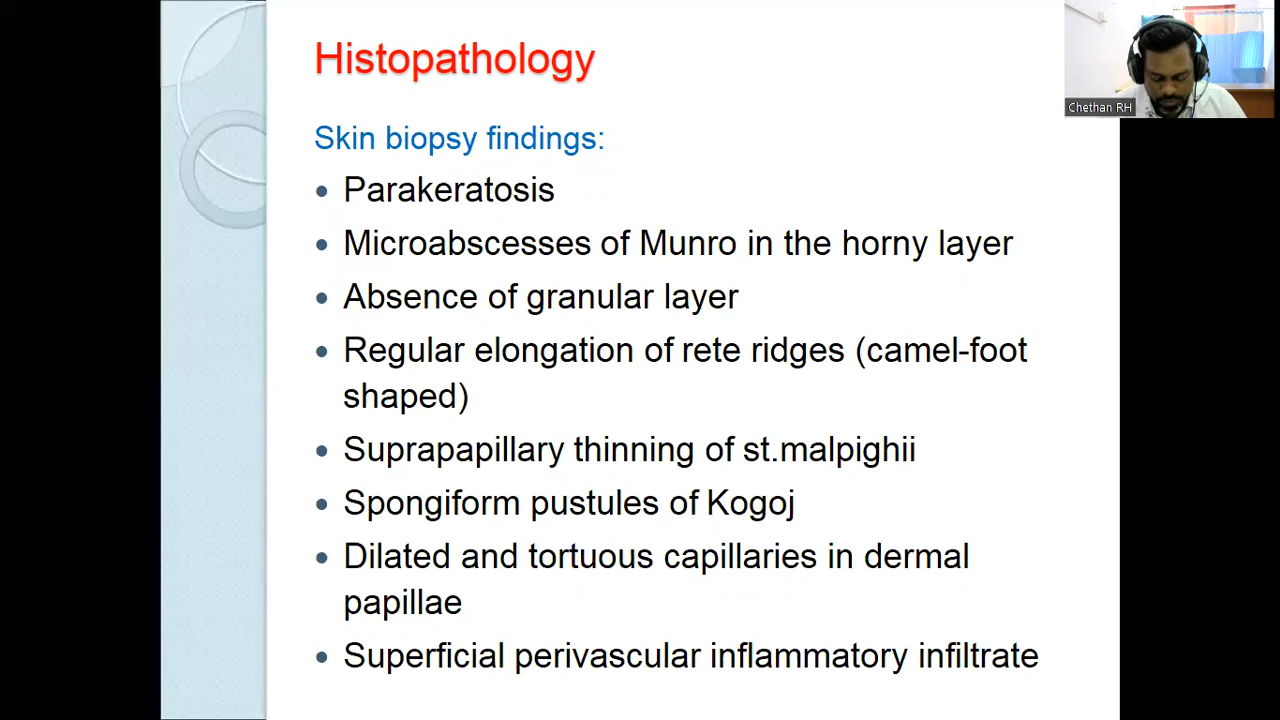 Histopathology
Chethan RH
Skin biopsy findings:
• Parakeratosis
• Microabscesses of Munro in the horny layer
• Absence of granular layer
• Regular elongation of rete ridges (camel-foot
shaped)
• Suprapapillary thinning of st.malpighii
• Spongiform pustules of Kogoj
• Dilated and tortuous capillaries in dermal
papillae
• Superficial perivascular inflammatory infiltrate